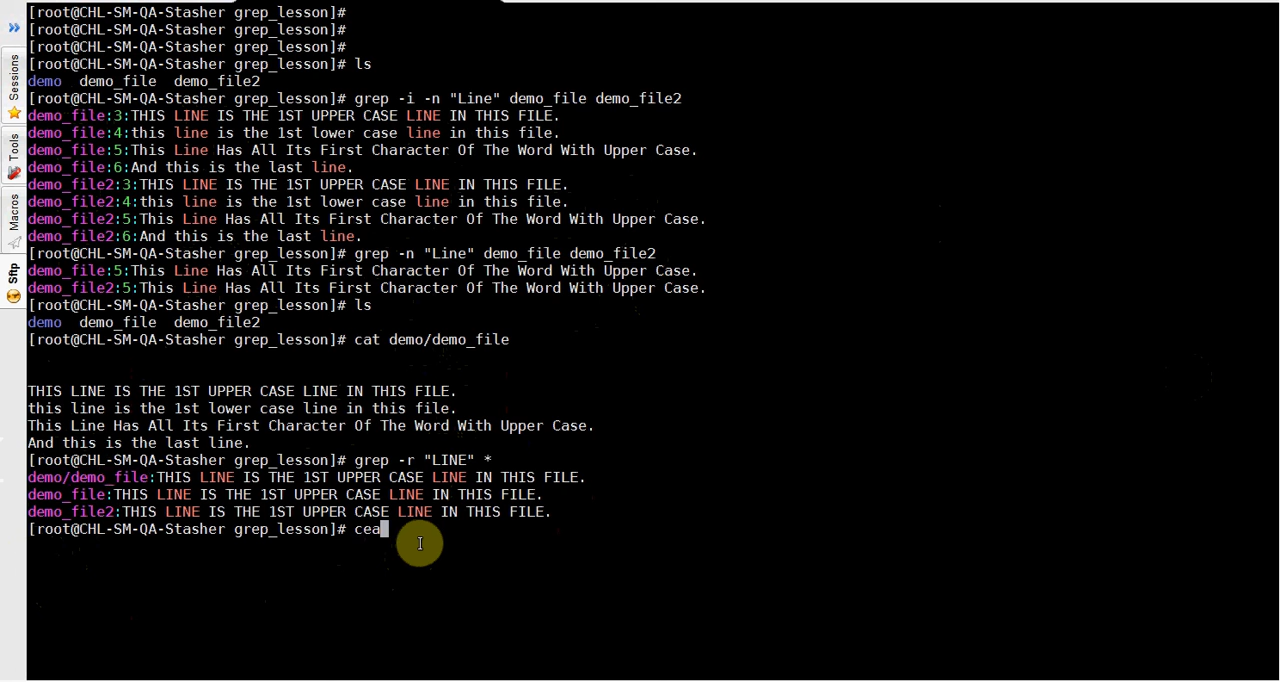 [root@CHL-SM-QA-Stasher grep_lesson]#
[root@CHL-SM-QA-Stasher grep_lesson]#
[root@CHL-SM-QA-Stasher grep_lesson]#
[root@CHL-SM-QA-Stasher grep_lesson]# ls
demo  demo_file  demo_file2
[root@CHL-SM-QA-Stasher grep_lesson]# grep -i -n "Line" demo_file demo_file2
demo_file:3:THIS LINE IS THE 1ST UPPER CASE LINE IN THIS FILE.
demo_file:4:this line is the 1st lower case line in this file.
demo_file:5:This Line Has All Its First Character Of The Word With Upper Case.
demo_file:6:And this is the last line.
demo_file2:3:THIS LINE IS THE 1ST UPPER CASE LINE IN THIS FILE.
demo_file2:4:this line is the 1st lower case line in this file.
demo_file2:5:This Line Has All Its First Character Of The Word With Upper Case.
demo_file2:6:And this is the last line.
[root@CHL-SM-QA-Stasher grep_lesson]# grep -n "Line" demo_file demo_file2
demo_file:5:This Line Has All Its First Character Of The Word With Upper Case.
demo_file2:5:This Line Has All Its First Character Of The Word With Upper Case.
[root@CHL-SM-QA-Stasher grep_lesson]# ls
demo  demo_file  demo_file2
[root@CHL-SM-QA-Stasher grep_lesson]# cat demo/demo_file
THIS LINE IS THE 1ST UPPER CASE LINE IN THIS FILE.
this line is the 1st lower case line in this file.
This Line Has All Its First Character Of The Word With Upper Case.
And this is the last line.
[root@CHL-SM-QA-Stasher grep_lesson]# grep -r "LINE" *
demo/demo_file:THIS LINE IS THE 1ST UPPER CASE LINE IN THIS FILE.
demo_file:THIS LINE IS THE 1ST UPPER CASE LINE IN THIS FILE.
demo_file2:THIS LINE IS THE 1ST UPPER CASE LINE IN THIS FILE.
[root@CHL-SM-QA-Stasher grep_lesson]# cea
Sessions
Tools
Macros
Sftp